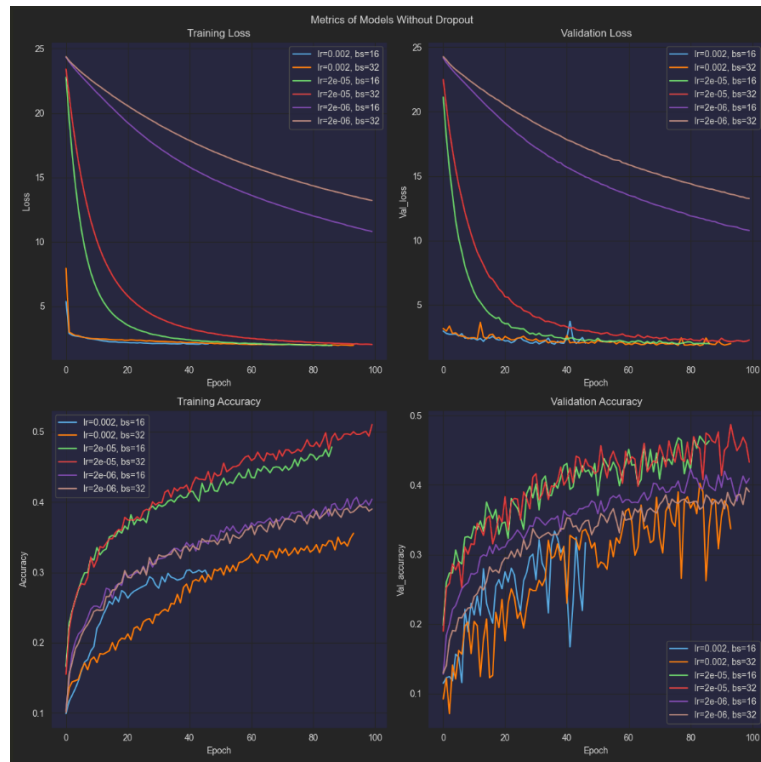 Metrics of Models Without Dropout
Training Loss
Validation Loss
lr=0.002, bs=16
lr=0.002, bs=32
lr=2e-05, bs=16
lr=2e-05, bs=32
lr=2e-06, bs=16
lr=2e-06, bs=32
lr=0.002, bs=16
lr=0.002, bs=32
lr=2e-05, bs=16
lr=2e-05, bs=32
lr=2e-06, bs=16
lr=2e-06, bs=32
25
20
15
10
5
Loss
0 20 40 60 80 100
Epoch
25
20
15
10
5
Val_loss
0 20 40 60 80 100
Epoch
Training Accuracy
Validation Accuracy
lr=0.002, bs=16
lr=0.002, bs=32
lr=2e-05, bs=16
lr=2e-05, bs=32
lr=2e-06, bs=16
lr=2e-06, bs=32
0.5
0.4
0.3
0.2
0.1
Accuracy
0 20 40 60 80 100
Epoch
0.5
0.4
0.3
0.2
0.1
Val_accuracy
lr=0.002, bs=16
lr=0.002, bs=32
lr=2e-05, bs=16
lr=2e-05, bs=32
lr=2e-06, bs=16
lr=2e-06, bs=32
0 20 40 60 80 100
Epoch